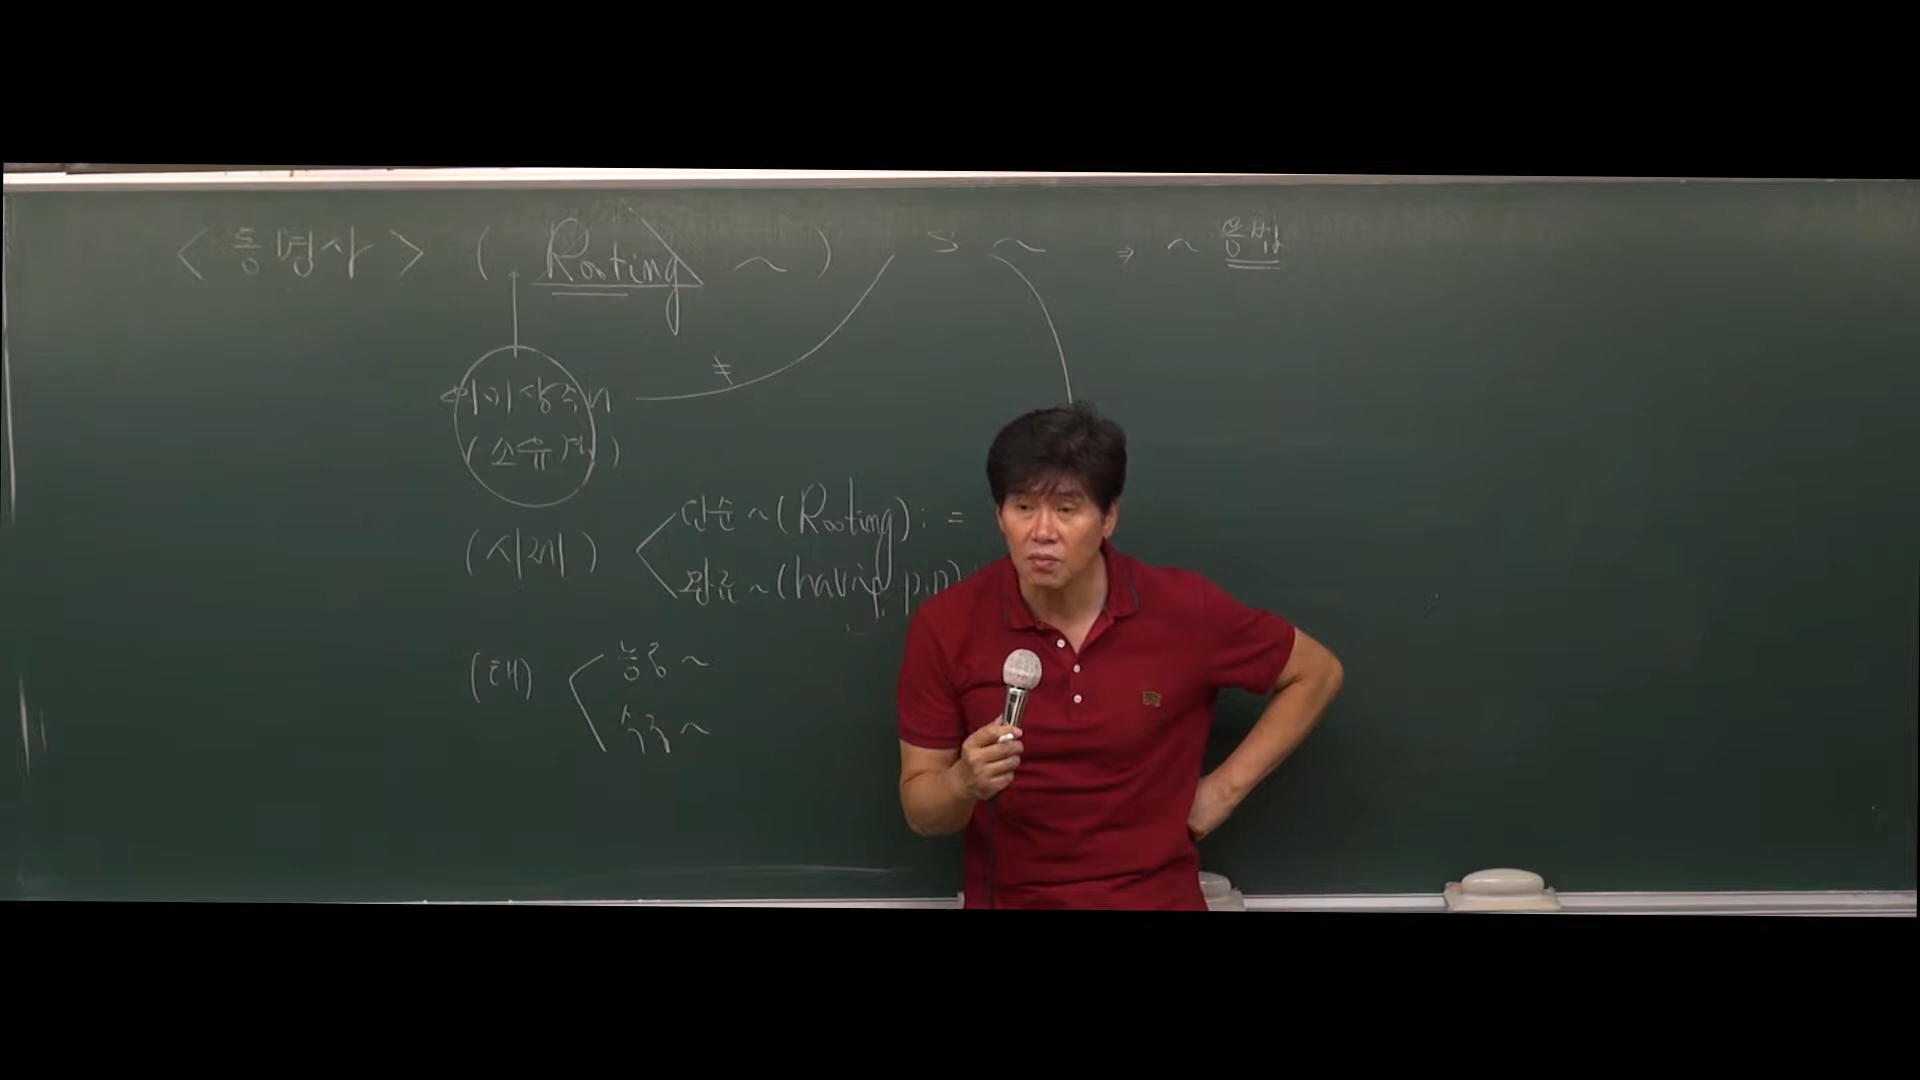 < 동명사 > ( Rooting ~ ) S ~ ⇒ ~ 용법
의미상주어 ≠
(소유격)
(시제) 단순 ~ (Rooting) : =
완료 ~ (having p.p)
(태) 능동 ~
수동 ~